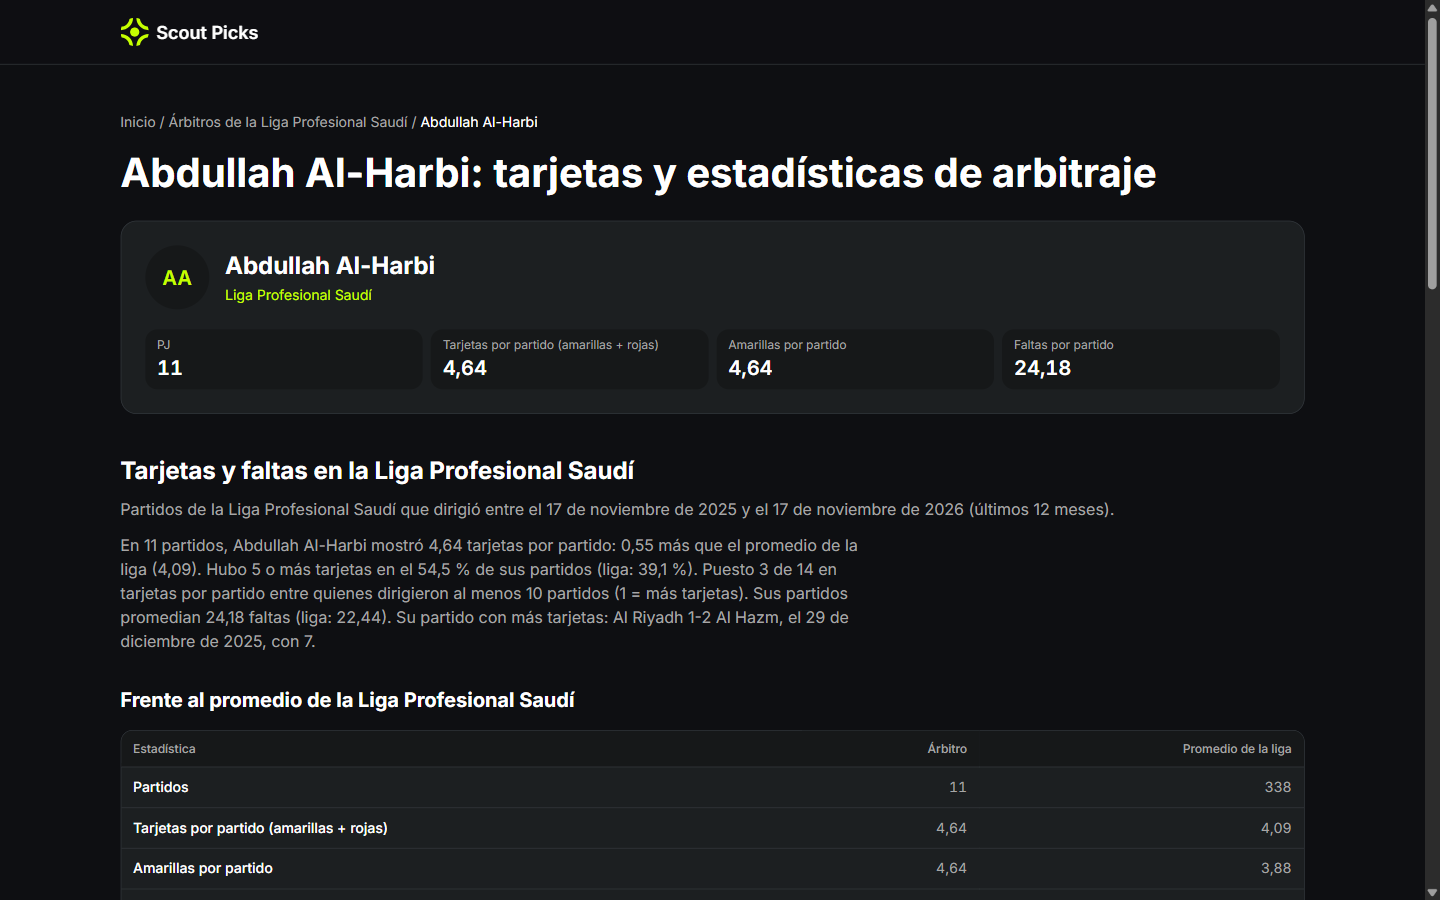 Scout Picks
Inicio / Árbitros de la Liga Profesional Saudí / Abdullah Al-Harbi
Abdullah Al-Harbi: tarjetas y estadísticas de arbitraje
AA
Abdullah Al-Harbi
Liga Profesional Saudí
PJ
11
Tarjetas por partido (amarillas + rojas)
4,64
Amarillas por partido
4,64
Faltas por partido
24,18
Tarjetas y faltas en la Liga Profesional Saudí
Partidos de la Liga Profesional Saudí que dirigió entre el 17 de noviembre de 2025 y el 17 de noviembre de 2026 (últimos 12 meses).
En 11 partidos, Abdullah Al-Harbi mostró 4,64 tarjetas por partido: 0,55 más que el promedio de la
liga (4,09). Hubo 5 o más tarjetas en el 54,5 % de sus partidos (liga: 39,1 %). Puesto 3 de 14 en
tarjetas por partido entre quienes dirigieron al menos 10 partidos (1 = más tarjetas). Sus partidos
promedian 24,18 faltas (liga: 22,44). Su partido con más tarjetas: Al Riyadh 1-2 Al Hazm, el 29 de
diciembre de 2025, con 7.
Frente al promedio de la Liga Profesional Saudí
Estadística Árbitro Promedio de la liga
Partidos 11 338
Tarjetas por partido (amarillas + rojas) 4,64 4,09
Amarillas por partido 4,64 3,88